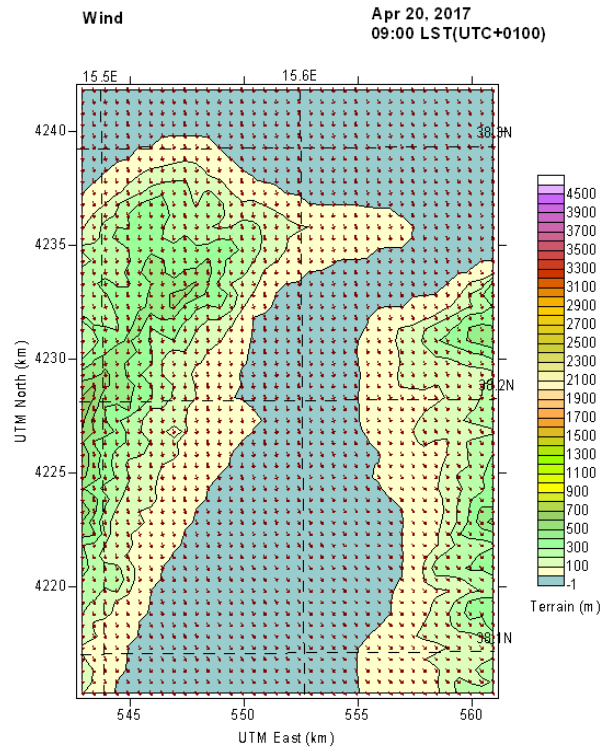 Wind
Apr 20, 2017
09:00 LST(UTC+0100)
15.5E
15.6E
4240
38.3N
4235
4230
38.2N
4225
4220
38.1N
545
550
555
560
UTM North (km)
UTM East (km)
4500
3900
3700
3300
3100
2900
2700
2500
2300
2100
1900
1700
1500
1300
1100
900
700
500
300
100
-1
Terrain (m)